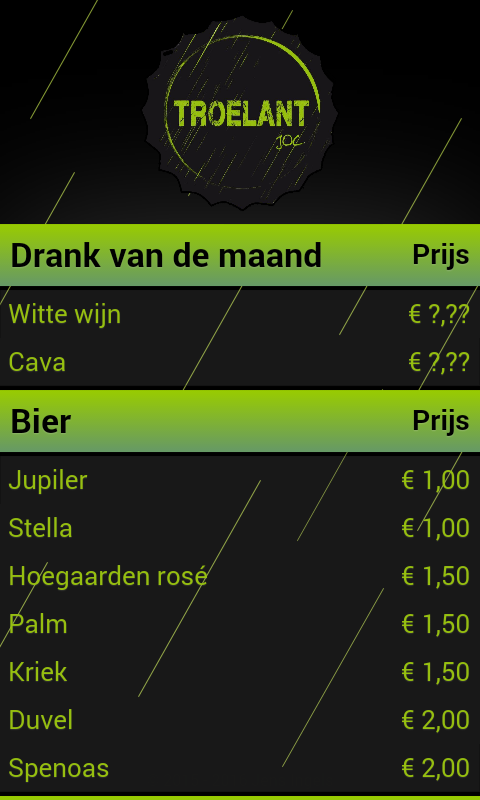 TROELANT
JOC
Drank van de maand Prijs
Witte wijn € ?,??
Cava € ?,??
Bier Prijs
Jupiler € 1,00
Stella € 1,00
Hoegaarden rosé € 1,50
Palm € 1,50
Kriek € 1,50
Duvel € 2,00
Spenoas € 2,00